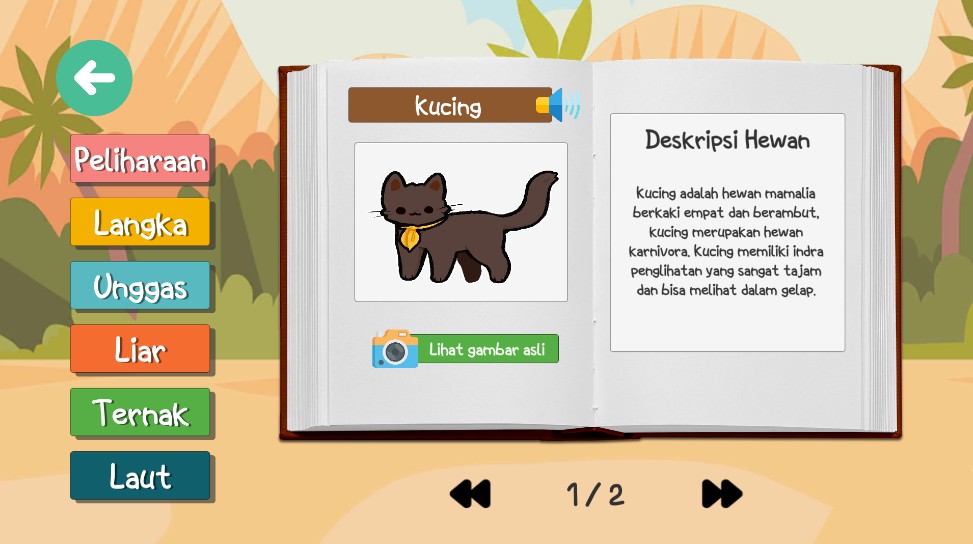 Peliharaan
Langka
Unggas
Liar
Ternak
Laut
Kucing
Lihat gambar asli
Deskripsi Hewan
Kucing adalah hewan mamalia
berkaki empat dan berambut,
kucing merupakan hewan
karnivora. Kucing memiliki indra
penglihatan yang sangat tajam
dan bisa melihat dalam gelap.
1/2